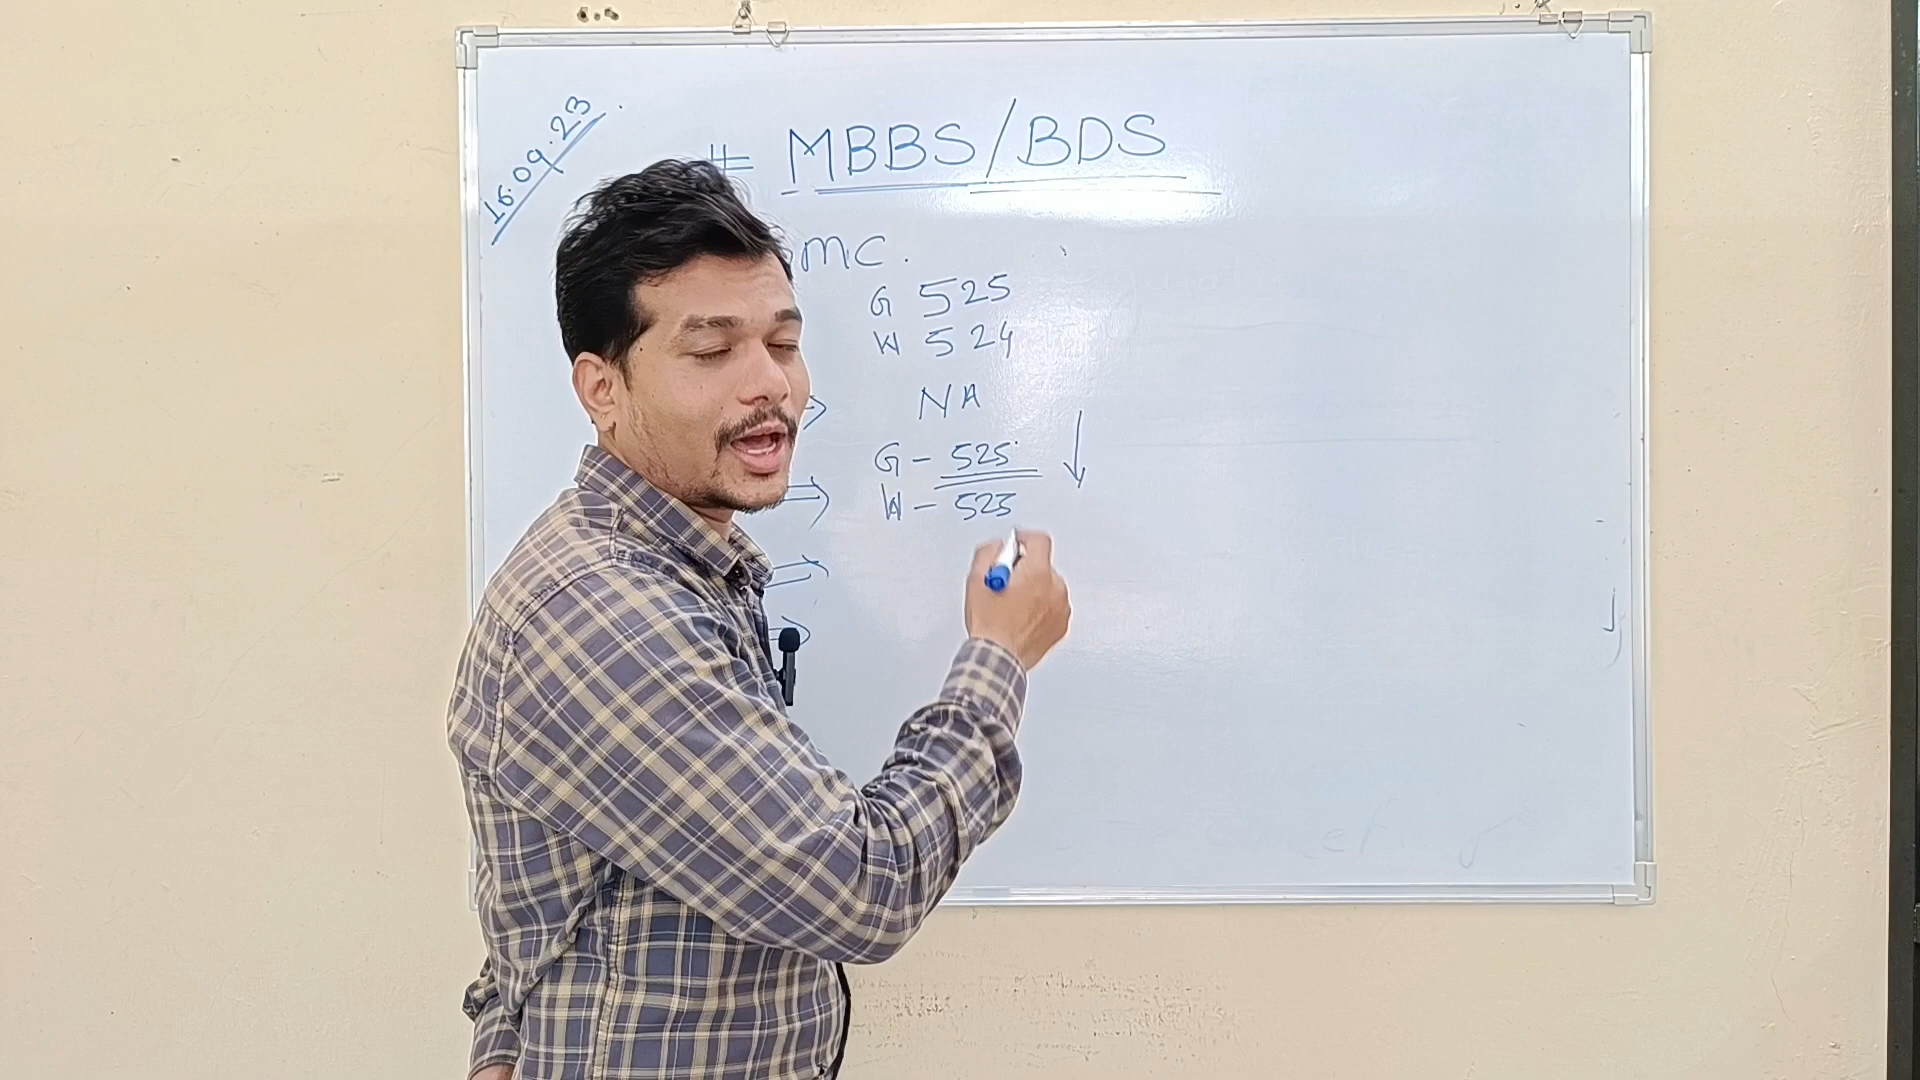 16.09.23
# MBBS/BDS
MC.
G 525
W 524
NA
G - 525
W - 523